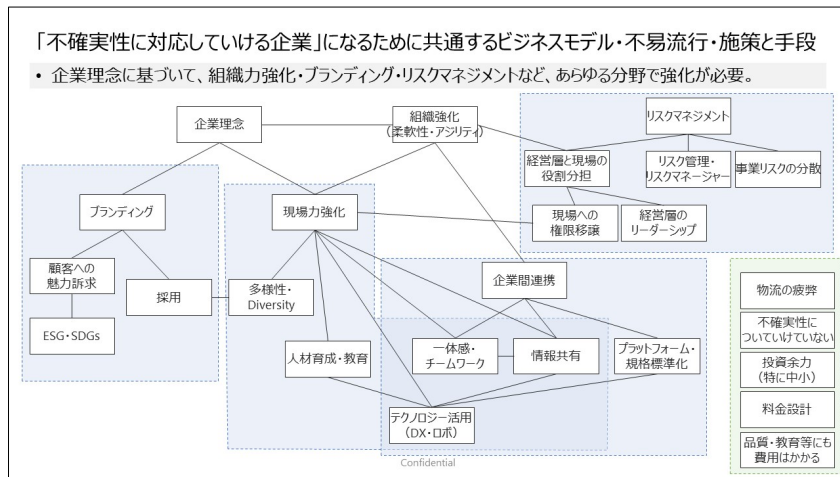 「不確実性に対応していける企業」になるために共通するビジネスモデル・不易流行・施策と手段
• 企業理念に基づいて、組織力強化・ブランディング・リスクマネジメントなど、あらゆる分野で強化が必要。
企業理念
組織強化
（柔軟性・アジリティ）
リスクマネジメント
経営層と現場の
役割分担
リスク管理・
リスクマネージャー
事業リスクの分散
ブランディング
現場力強化
現場への
権限移譲
経営層の
リーダーシップ
顧客への
魅力訴求
採用
多様性・
Diversity
企業間連携
ESG・SDGs
人材育成・教育
一体感・
チームワーク
情報共有
プラットフォーム・
規格標準化
テクノロジー活用
（DX・ロボ）
物流の疲弊
不確実性に
ついていけていない
投資余力
（特に中小）
料金設計
品質・教育等にも
費用はかかる
Confidential